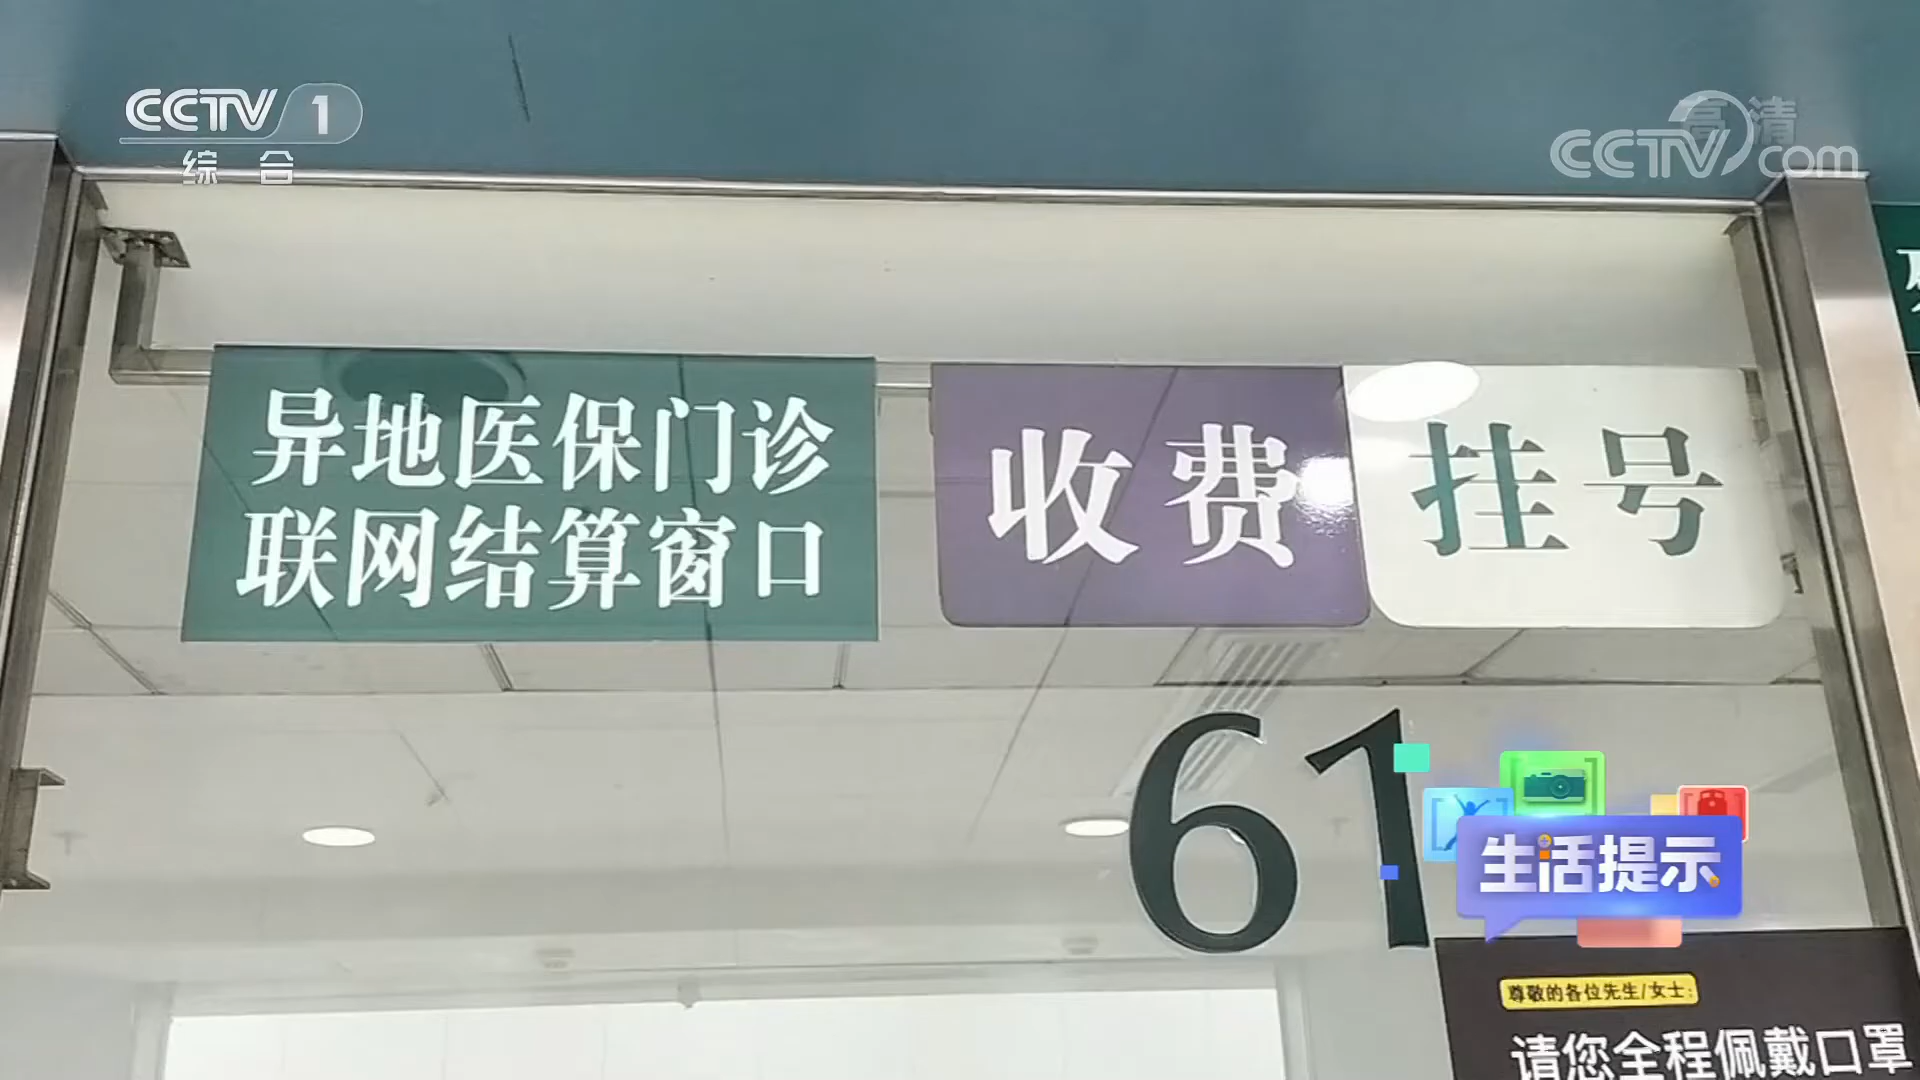 CCTV 1
综合
高清
CCTV.com
异地医保门诊
联网结算窗口
收费
挂号
61
生活提示
尊敬的各位先生/女士:
请您全程佩戴口罩